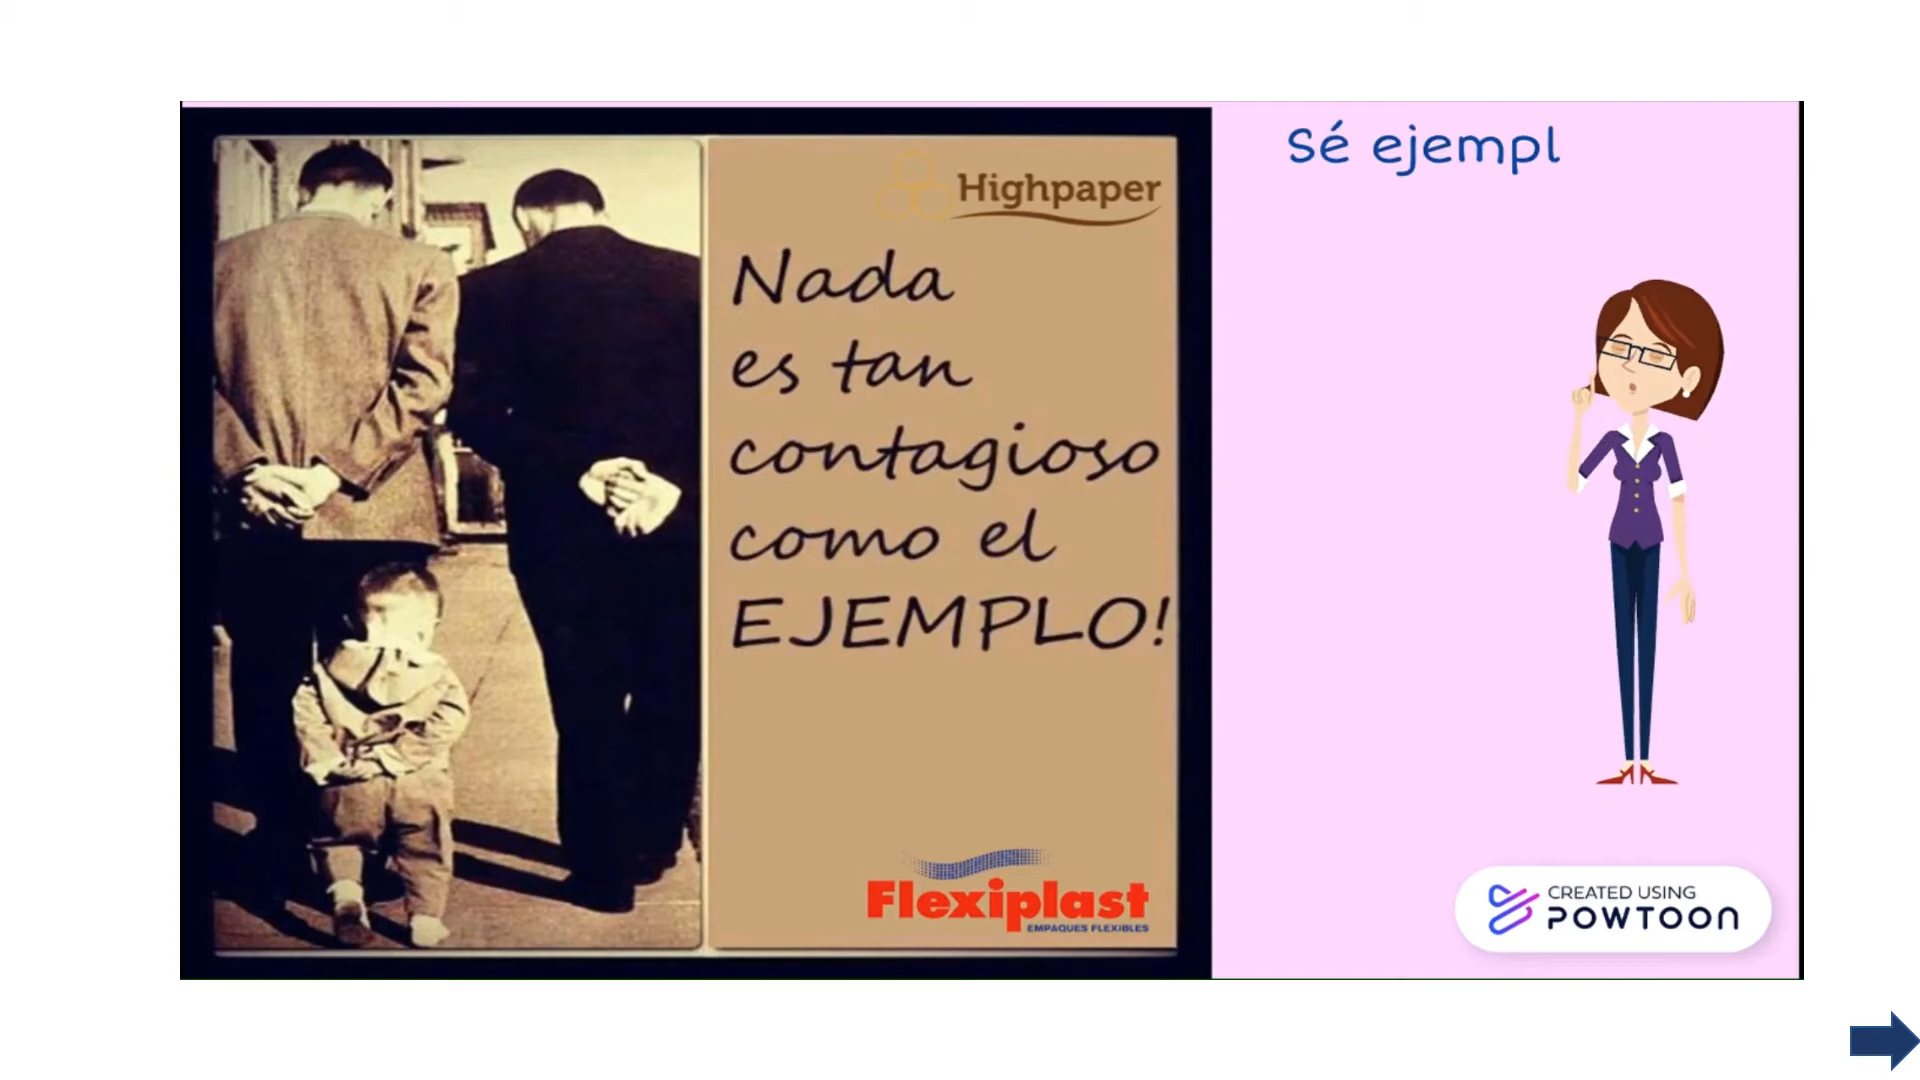 Highpaper
Nada
es tan
contagioso
como el
EJEMPLO!
Flexiplast
EMPAQUES FLEXIBLES
Sé ejempl
CREATED USING
POWTOON